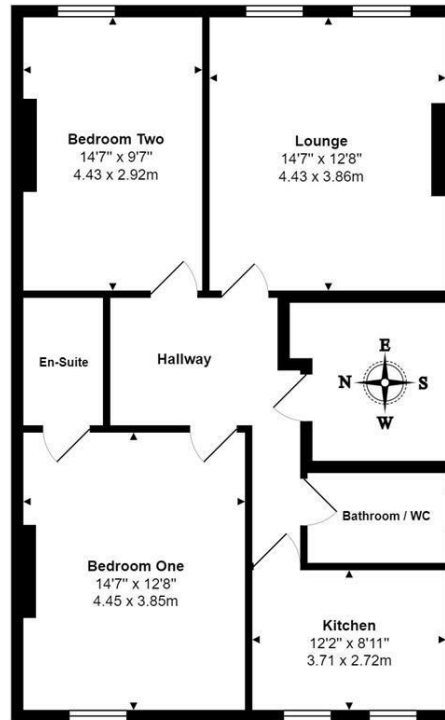 Bedroom Two
14'7" x 9'7"
4.43 x 2.92m
Lounge
14'7" x 12'8"
4.43 x 3.86m
En-Suite
Hallway
E
N
S
W
Bathroom / WC
Bedroom One
14'7" x 12'8"
4.45 x 3.85m
Kitchen
12'2" x 8'11"
3.71 x 2.72m